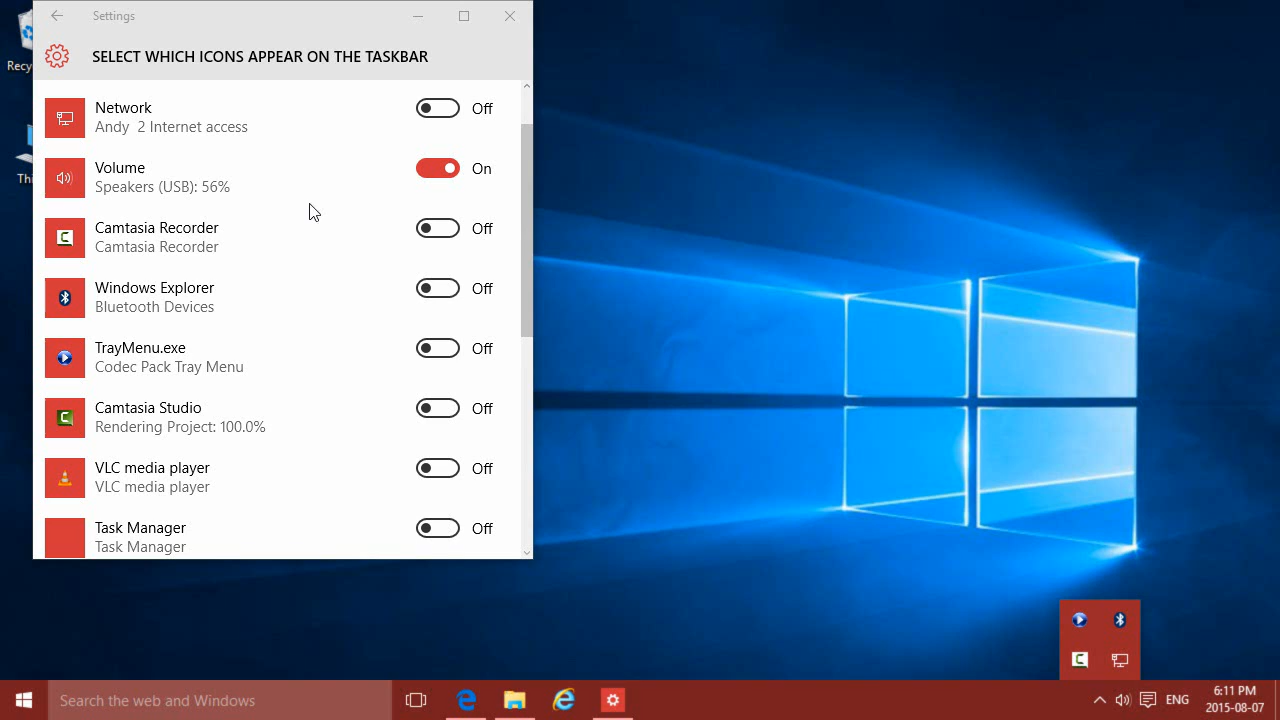 Settings
SELECT WHICH ICONS APPEAR ON THE TASKBAR
Network
Andy  2 Internet access
Off
Volume
Speakers (USB): 56%
On
Camtasia Recorder
Camtasia Recorder
Off
Windows Explorer
Bluetooth Devices
Off
TrayMenu.exe
Codec Pack Tray Menu
Off
Camtasia Studio
Rendering Project: 100.0%
Off
VLC media player
VLC media player
Off
Task Manager
Task Manager
Off
Recy
Thi
Search the web and Windows
ENG
6:11 PM
2015-08-07